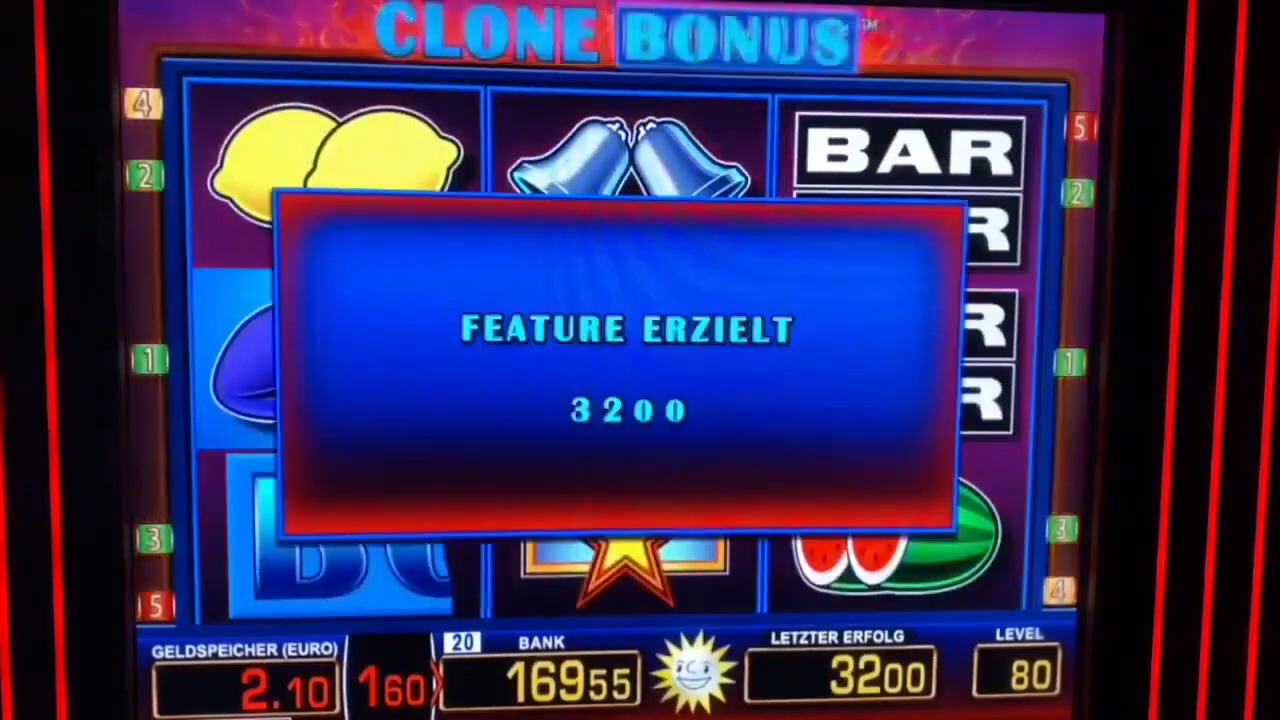 CLONE BONUS™
4
5
2
2
BAR
R
R
1
1
R
FEATURE ERZIELT
3200
3
3
4
5
20
BANK
LETZTER ERFOLG
LEVEL
GELDSPEICHER (EURO)
2.10
160
16955
3200
80